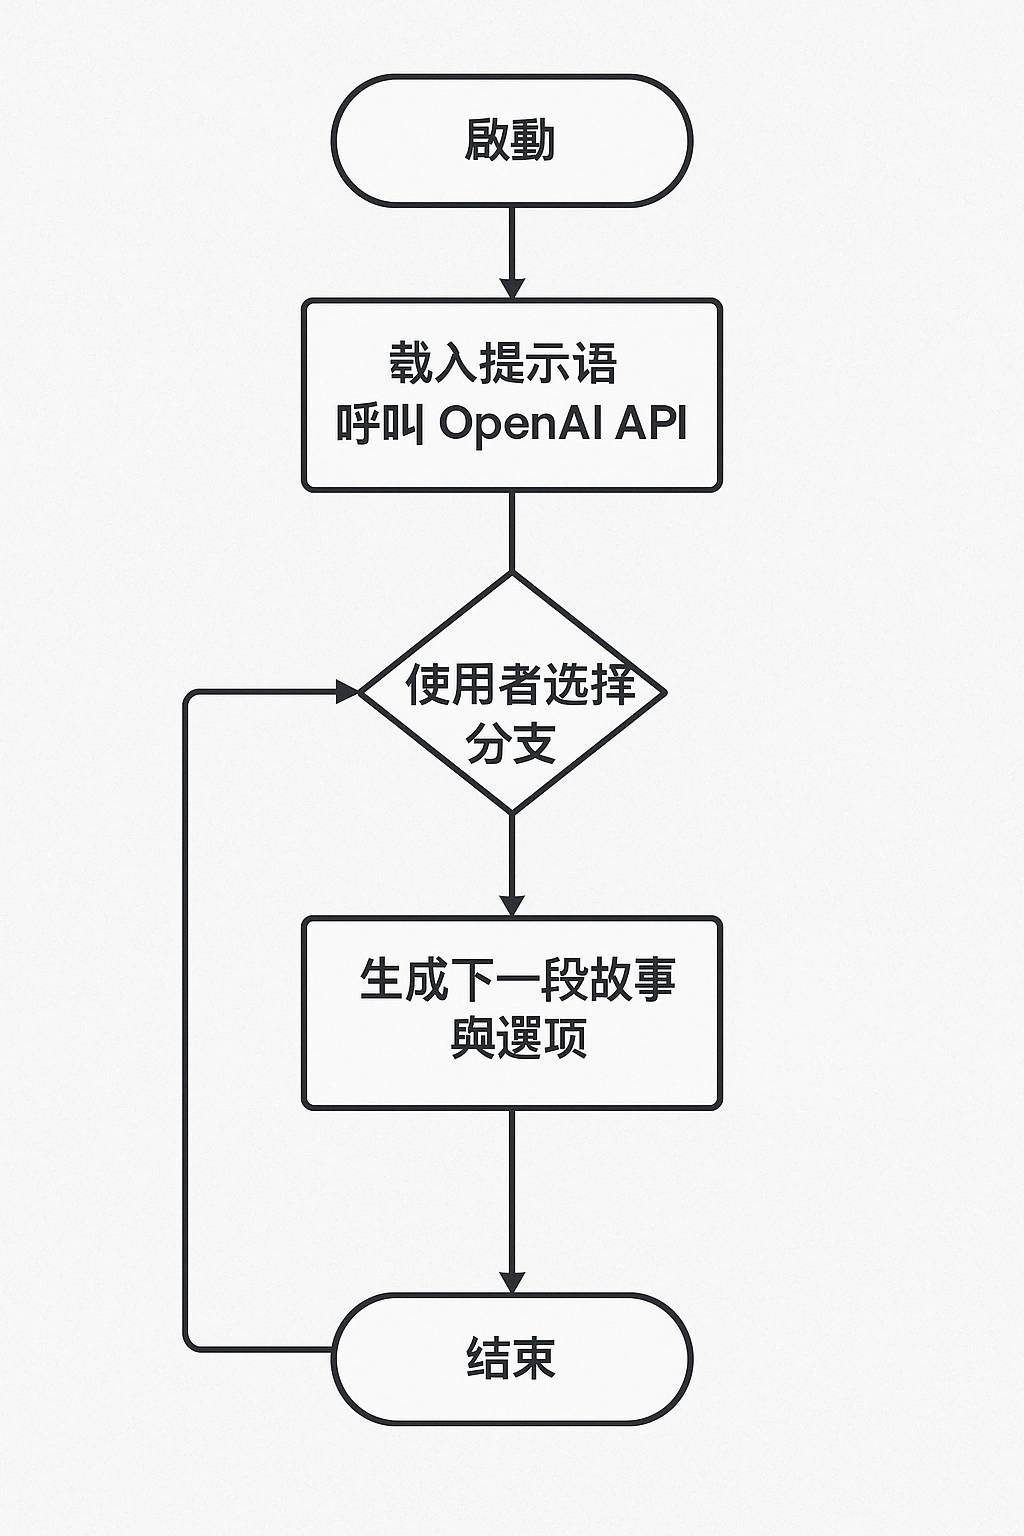 啟動
载入提示语
呼叫 OpenAI API
使用者选择
分支
生成下一段故事
與選项
结束